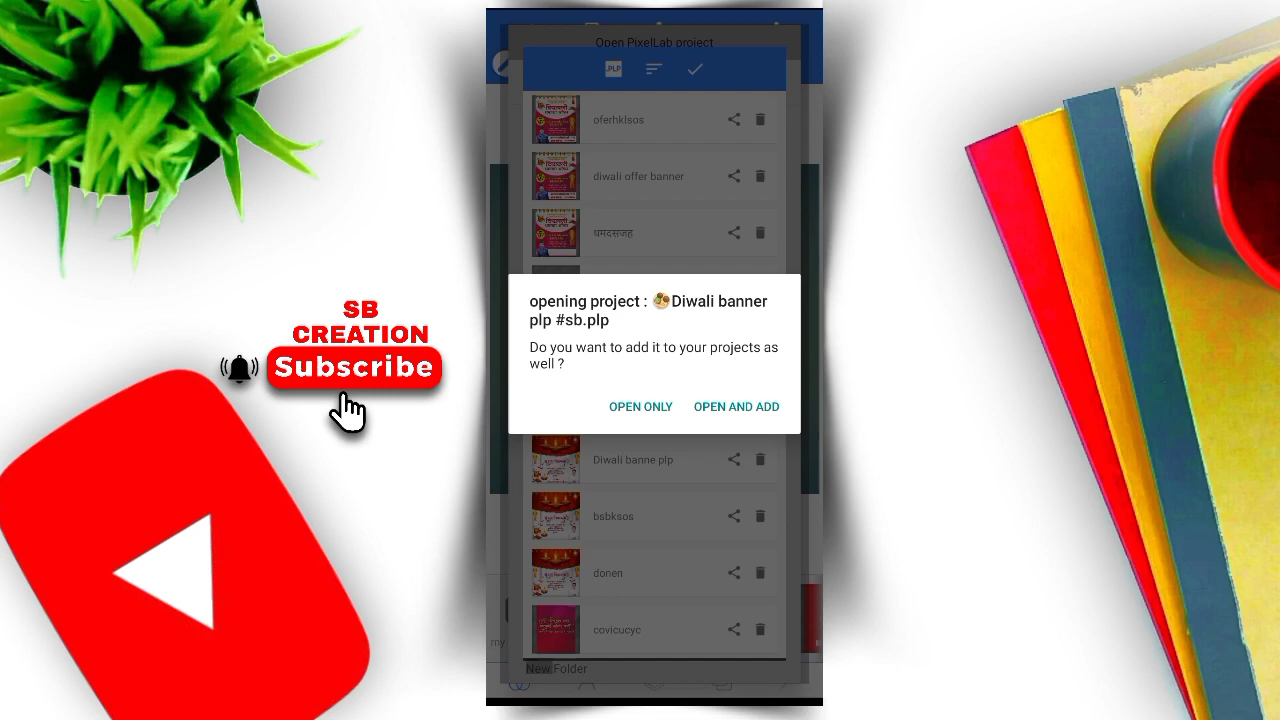 Open PixelLab project
.PLP
oferhklsos
diwali offer banner
धमदसजह
opening project : 🥘Diwali banner
plp #sb.plp
Do you want to add it to your projects as
well ?
OPEN ONLY OPEN AND ADD
Diwali banne plp
bsbksos
donen
covicucyc
my
New Folder
SB
CREATION
Subscribe